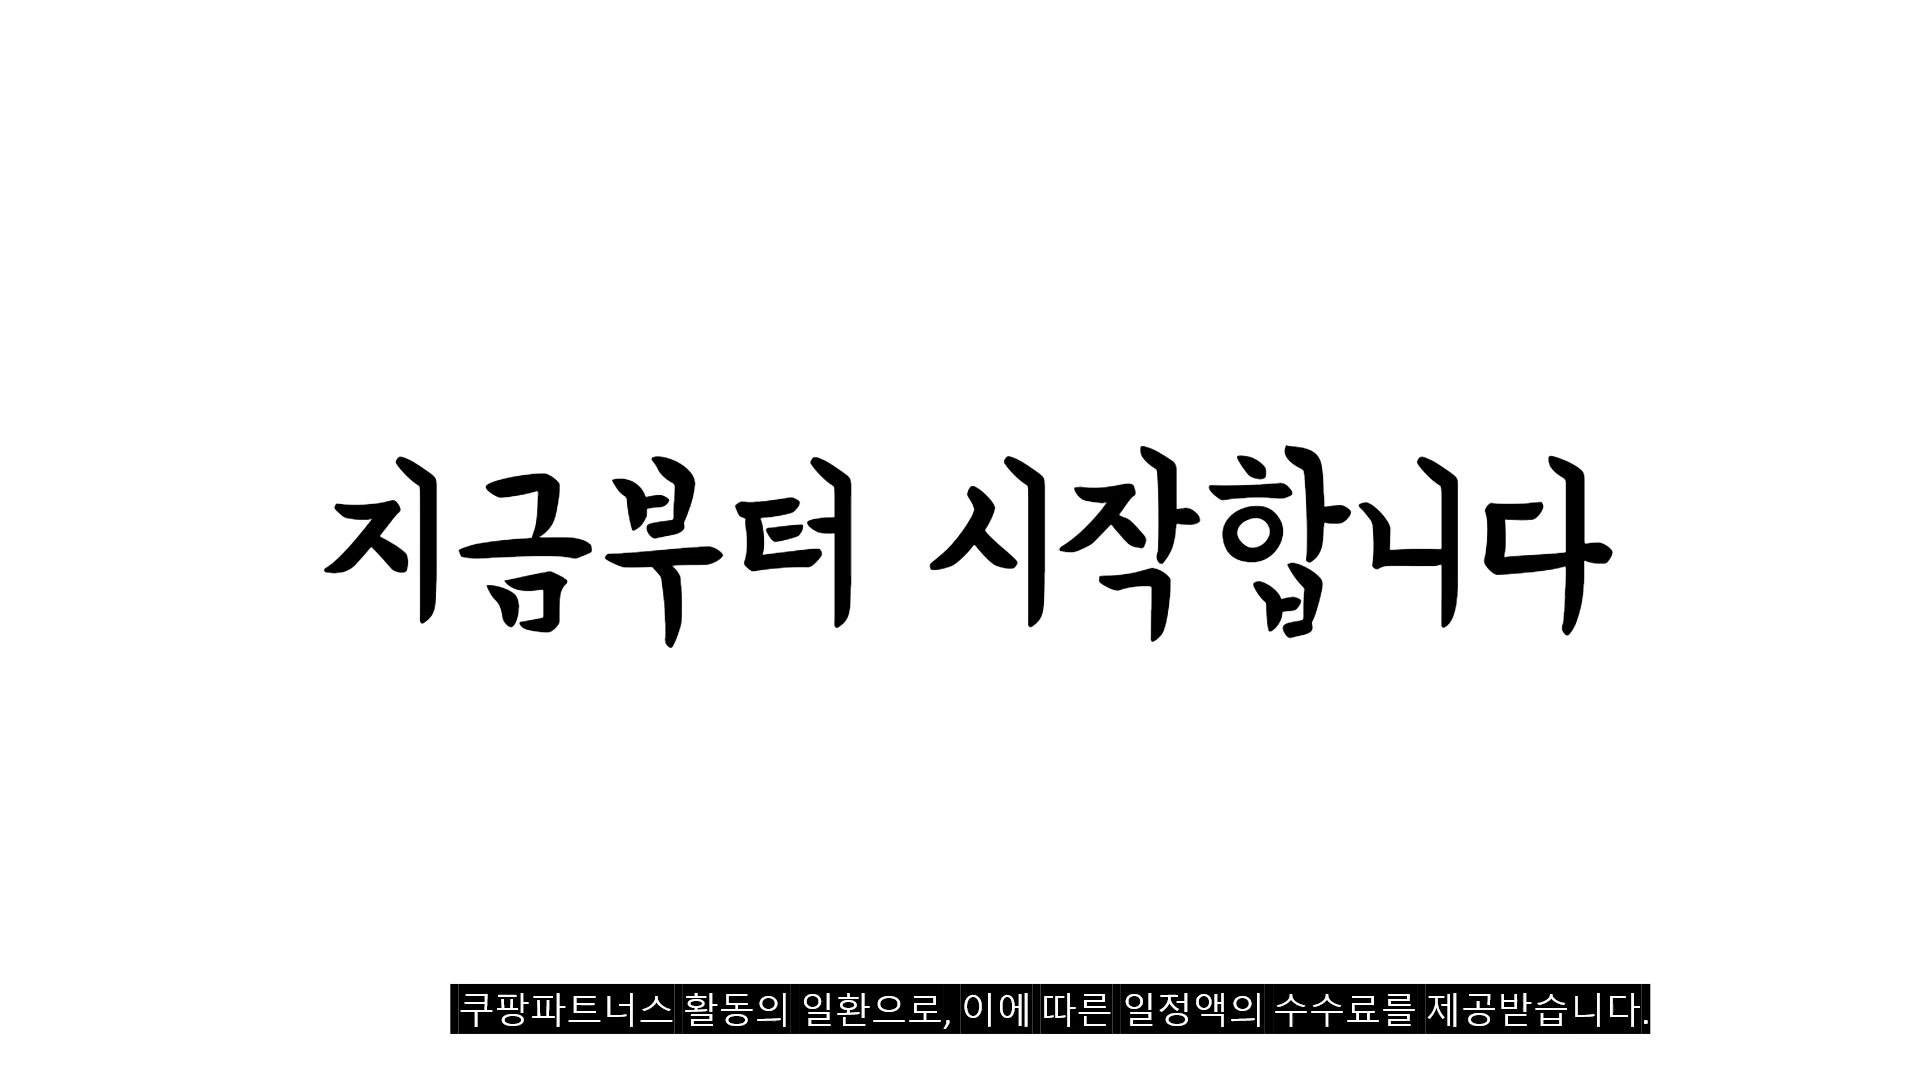 지금부터 시작합니다
쿠팡파트너스 활동의 일환으로, 이에 따른 일정액의 수수료를 제공받습니다.